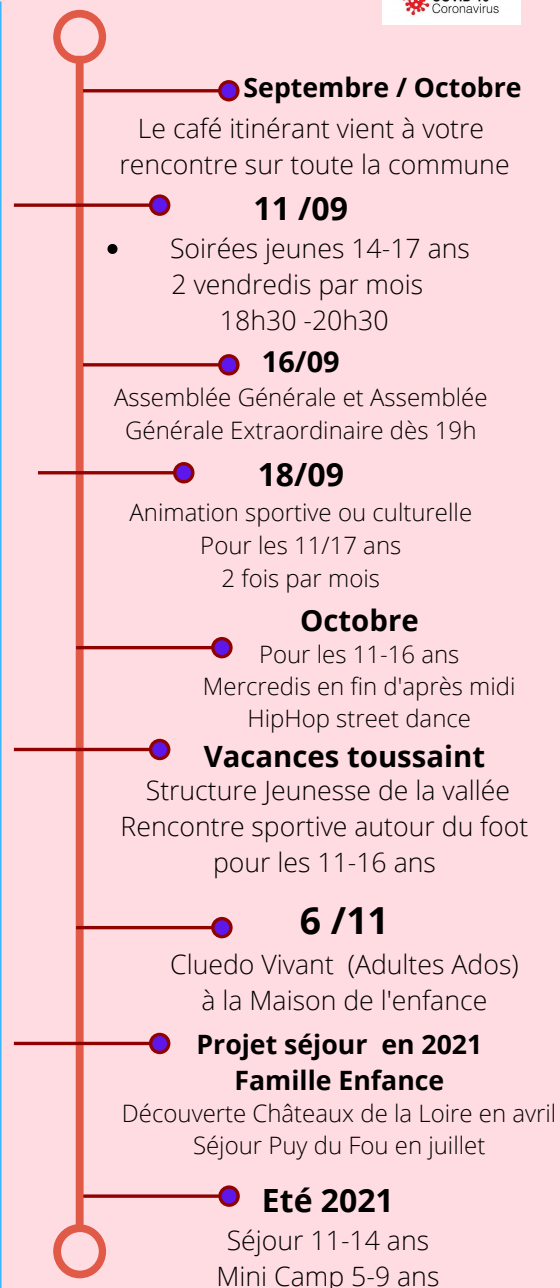 Coronavirus
Septembre / Octobre
Le café itinérant vient à votre
rencontre sur toute la commune
11 /09
• Soirées jeunes 14-17 ans
2 vendredis par mois
18h30 -20h30
16/09
Assemblée Générale et Assemblée
Générale Extraordinaire dès 19h
18/09
Animation sportive ou culturelle
Pour les 11/17 ans
2 fois par mois
Octobre
Pour les 11-16 ans
Mercredis en fin d'après midi
HipHop street dance
Vacances toussaint
Structure Jeunesse de la vallée
Rencontre sportive autour du foot
pour les 11-16 ans
6 /11
Cluedo Vivant (Adultes Ados)
à la Maison de l'enfance
Projet séjour en 2021
Famille Enfance
Découverte Châteaux de la Loire en avril
Séjour Puy du Fou en juillet
Eté 2021
Séjour 11-14 ans
Mini Camp 5-9 ans